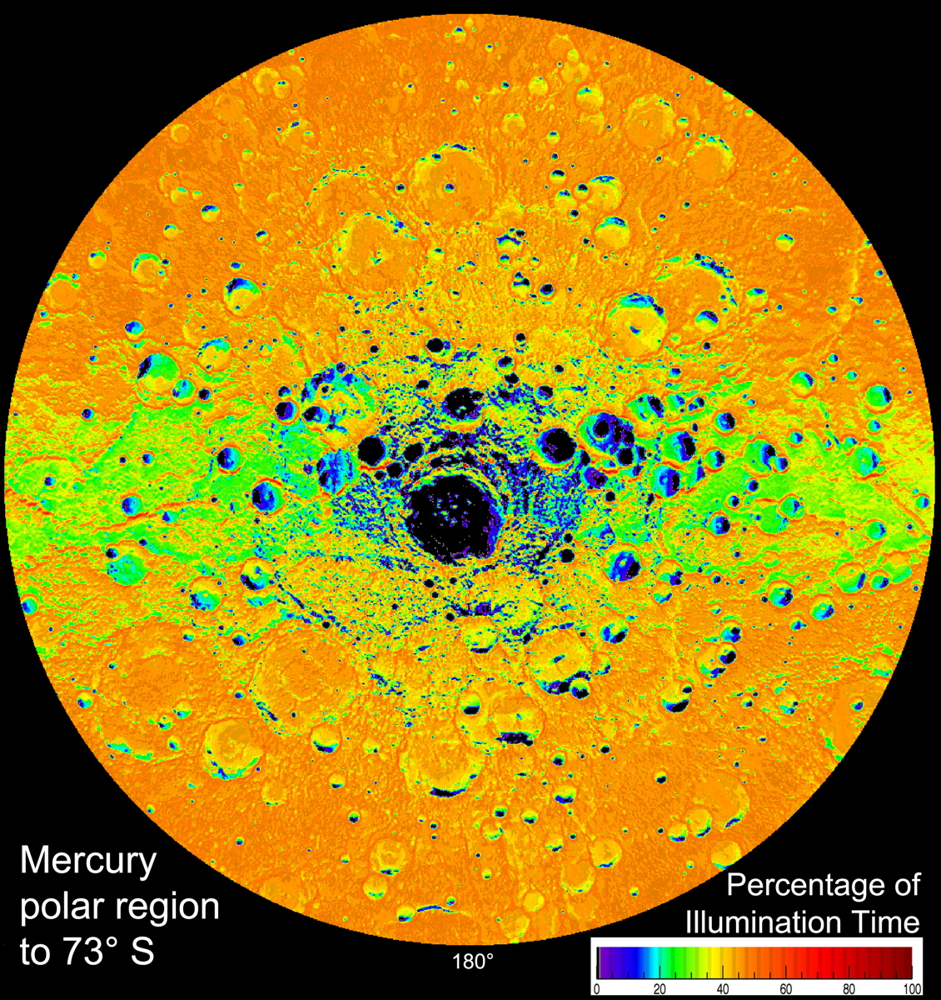 Mercury
polar region
to 73° S
180°
Percentage of
Illumination Time
0 20 40 60 80 100